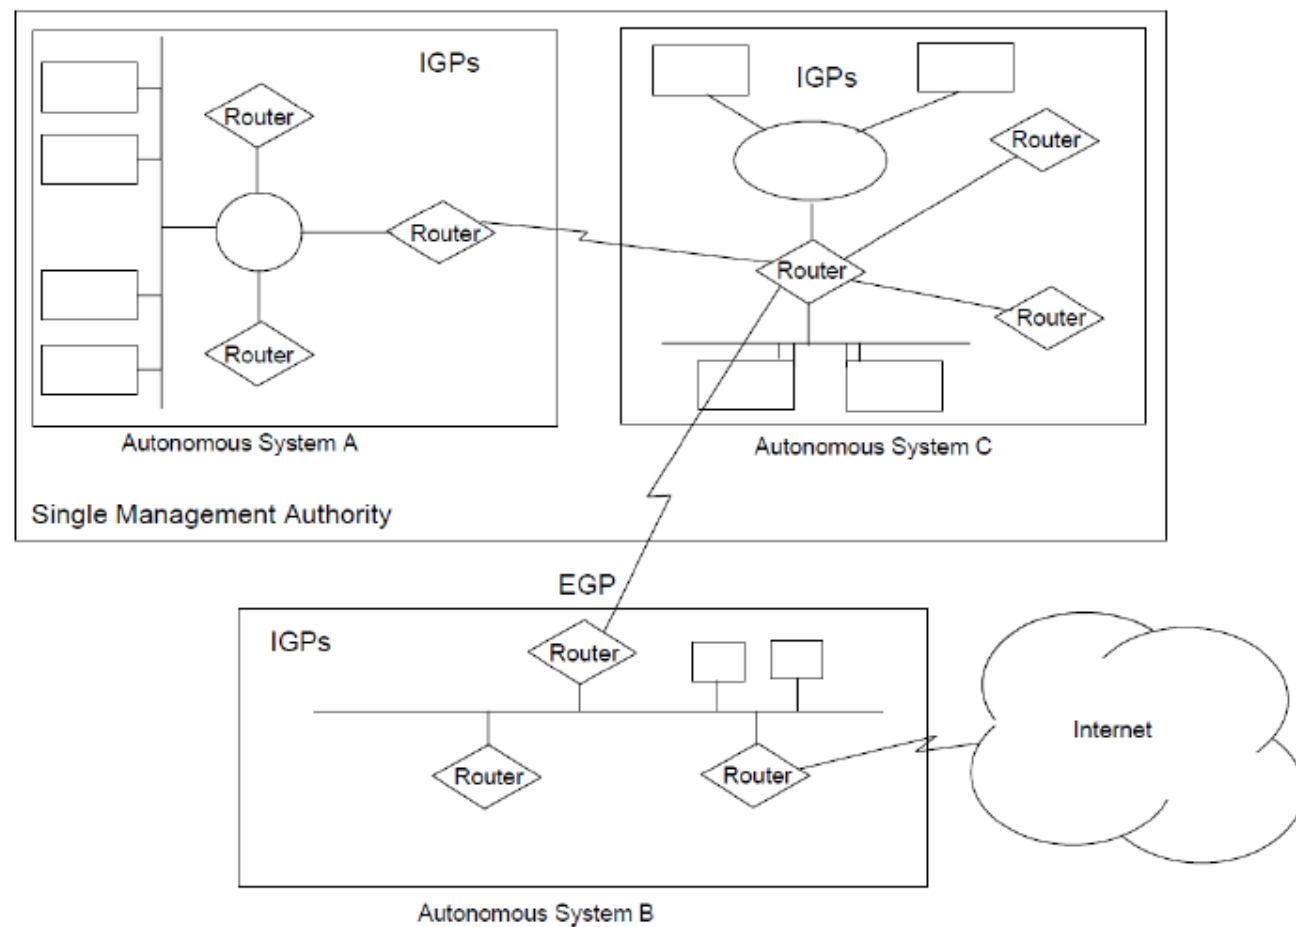 IGPs
Router
Router
Router
Autonomous System A
IGPs
Router
Router
Router
Autonomous System C
Single Management Authority
EGP
IGPs
Router
Router
Router
Autonomous System B
Internet